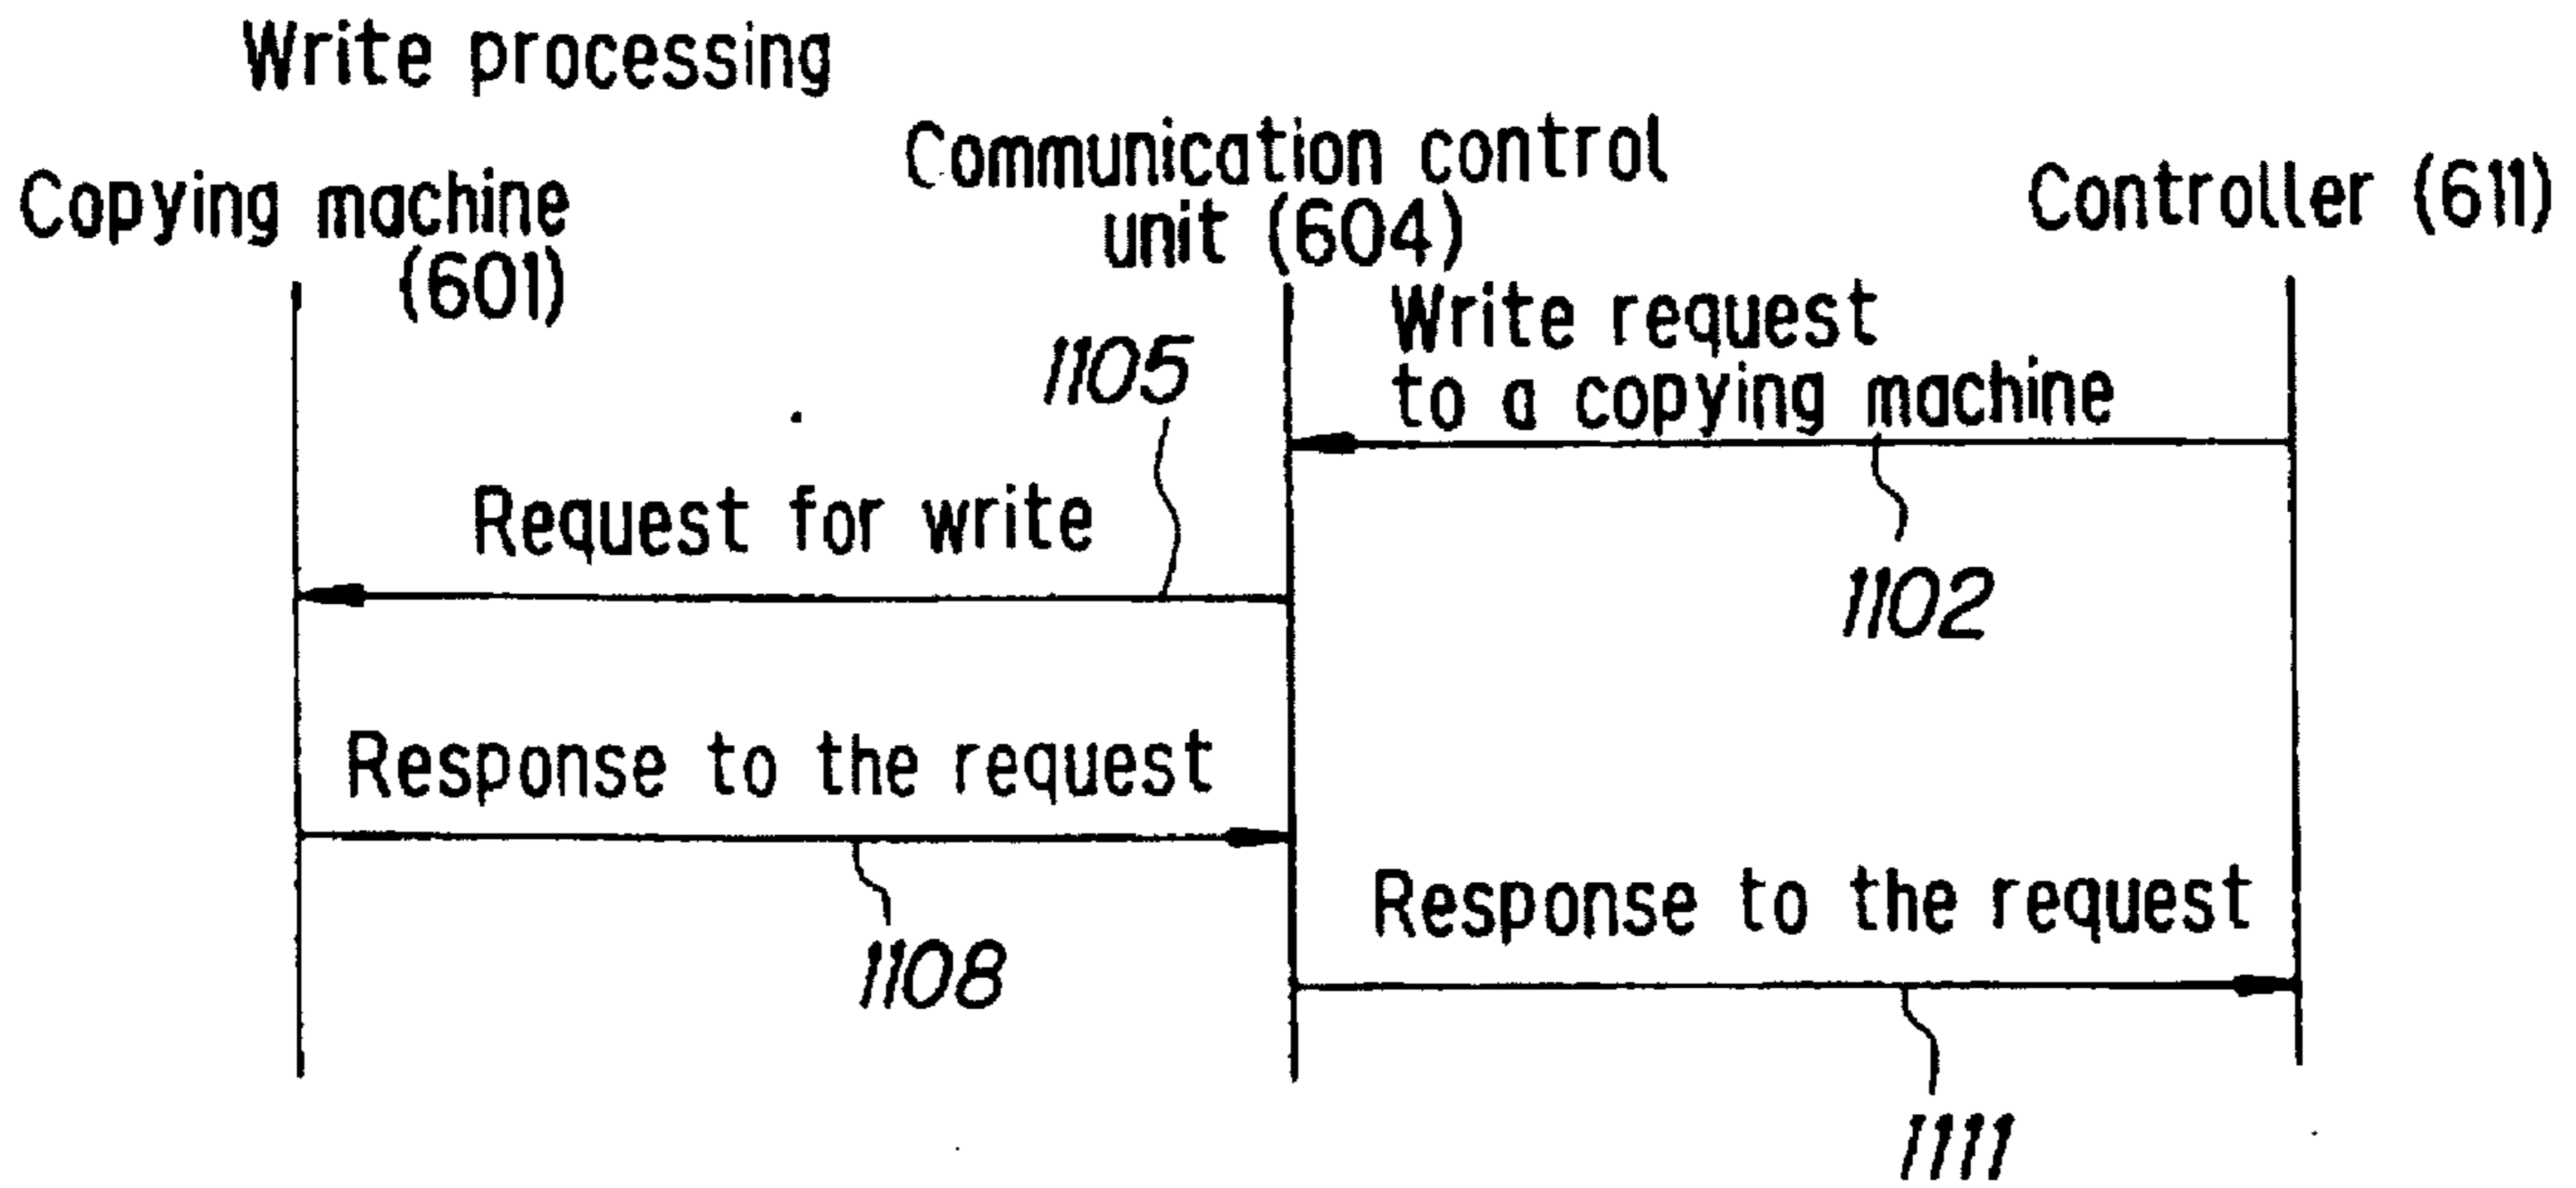 Write processing
Copying machine
(601)
Communication control
unit (604)
Controller (611)
Write request
to a copying machine
1102
1105
Request for write
Response to the request
1108
Response to the request
1111